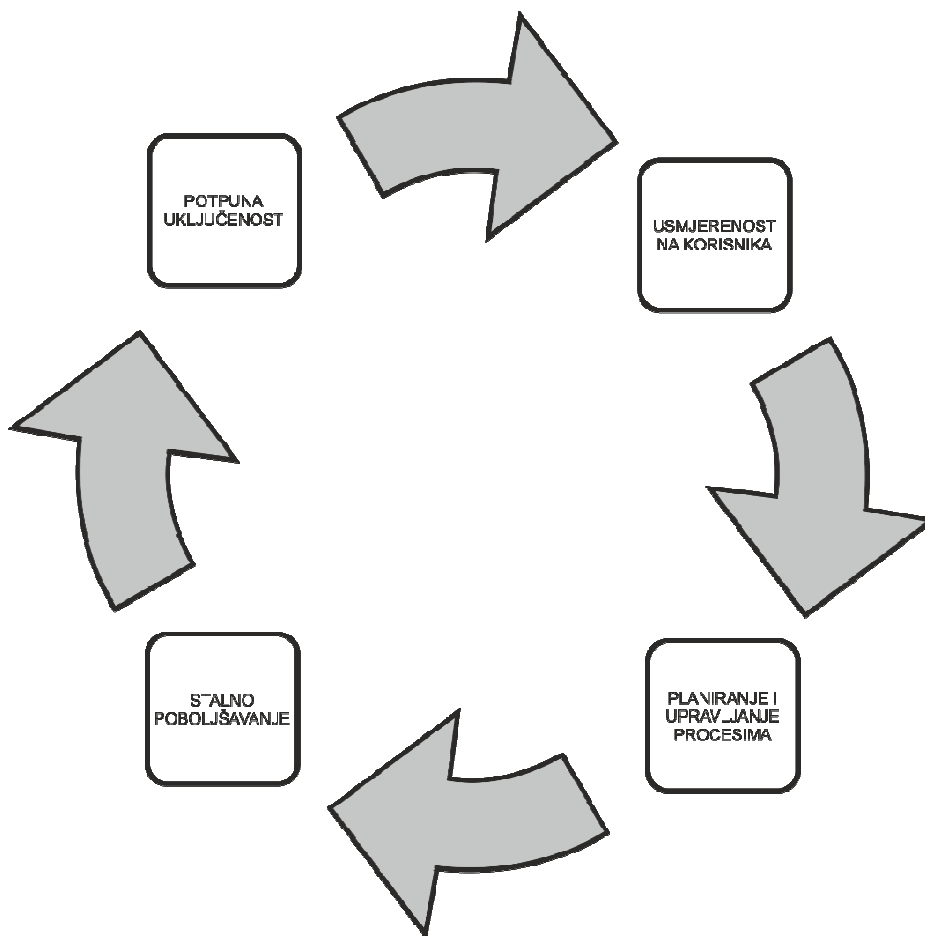 POTPUNA
UKLJUČENOST
USMJERENOST
NA KORISNIKA
PLANIRANJE I
UPRAVLJANJE
PROCESIMA
STALNO
POBOLJŠAVANJE